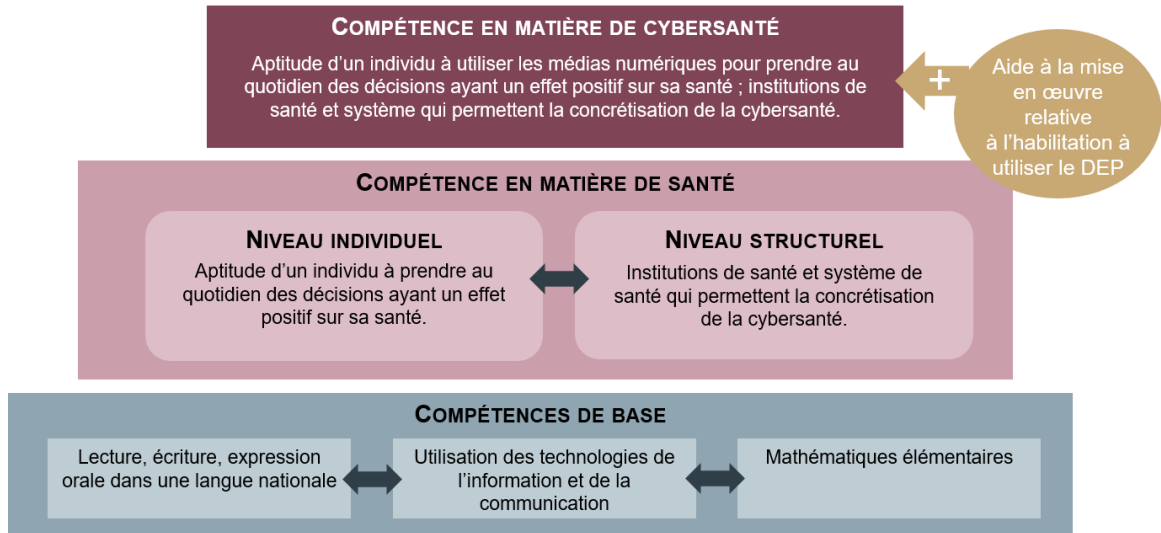 COMPÉTENCE EN MATIÈRE DE CYBERSANTÉ
Aptitude d’un individu à utiliser les médias numériques pour prendre au
quotidien des décisions ayant un effet positif sur sa santé ; institutions de
santé et système qui permettent la concrétisation de la cybersanté.
+
Aide à la mise
en œuvre
relative
à l’habilitation à
utiliser le DEP
COMPÉTENCE EN MATIÈRE DE SANTÉ
NIVEAU INDIVIDUEL
Aptitude d’un individu à prendre au
quotidien des décisions ayant un effet
positif sur sa santé.
NIVEAU STRUCTUREL
Institutions de santé et système de
santé qui permettent la concrétisation
de la cybersanté.
COMPÉTENCES DE BASE
Lecture, écriture, expression
orale dans une langue nationale
Utilisation des technologies de
l’information et de la
communication
Mathématiques élémentaires